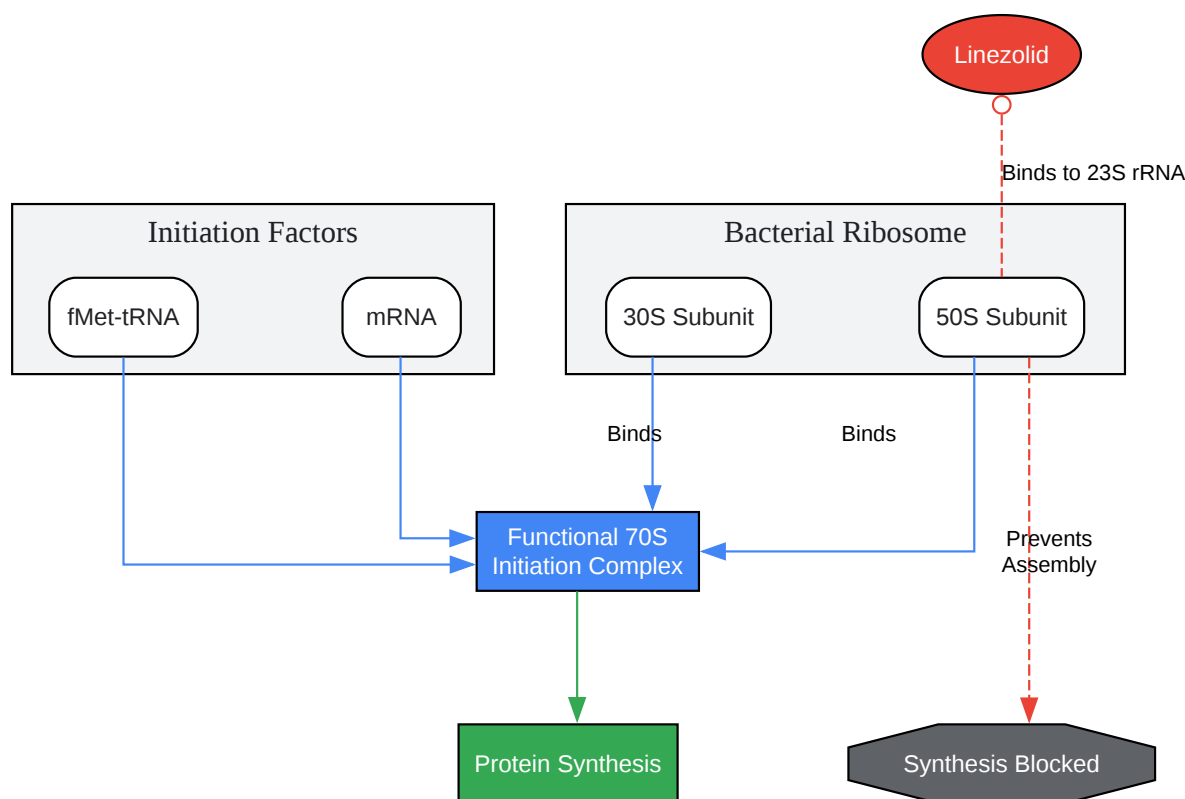 Linezolid
Binds to 23S rRNA
Initiation Factors
Bacterial Ribosome
fMet-tRNA
mRNA
30S Subunit
50S Subunit
Binds
Binds
Functional 70S
Initiation Complex
Prevents
Assembly
Protein Synthesis
Synthesis Blocked